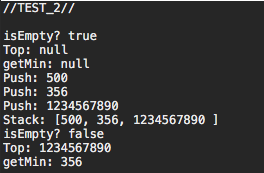 //TEST_2//
isEmpty? true
Top: null
getMin: null
Push: 500
Push: 356
Push: 1234567890
Stack: [500, 356, 1234567890 ]
isEmpty? false
Top: 1234567890
getMin: 356